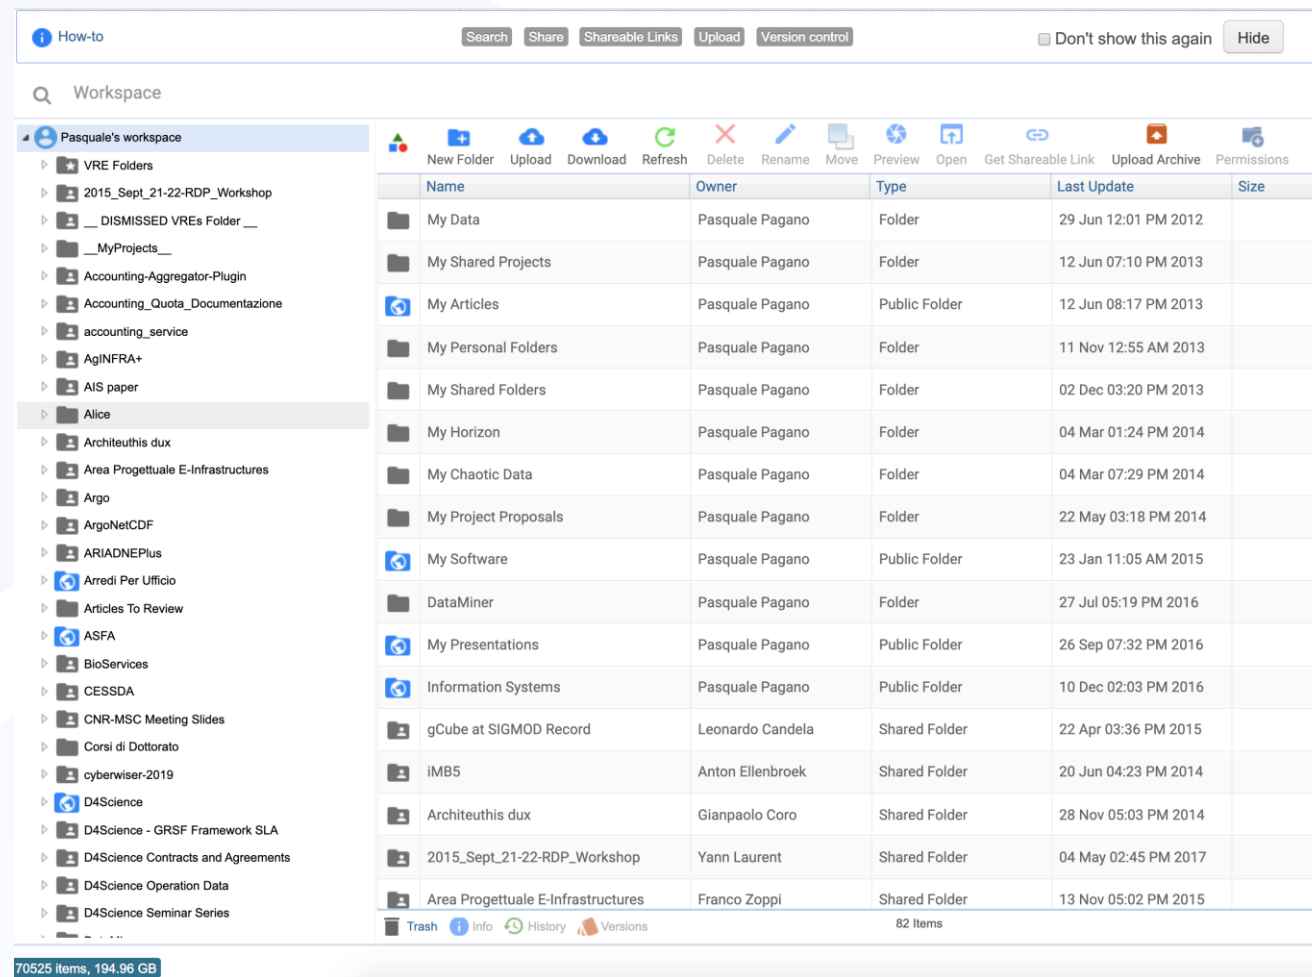 How-to Search Share Shareable Links Upload Version control Don't show this again Hide
Workspace
Pasquale's workspace
VRE Folders
2015_Sept_21-22-RDP_Workshop
__ DISMISSED VREs Folder __
__MyProjects__
Accounting-Aggregator-Plugin
Accounting_Quota_Documentazione
accounting_service
AgINFRA+
AIS paper
Alice
Architeuthis dux
Area Progettuale E-Infrastructures
Argo
ArgoNetCDF
ARIADNEPlus
Arredi Per Ufficio
Articles To Review
ASFA
BioServices
CESSDA
CNR-MSC Meeting Slides
Corsi di Dottorato
cyberwiser-2019
D4Science
D4Science - GRSF Framework SLA
D4Science Contracts and Agreements
D4Science Operation Data
D4Science Seminar Series
New Folder Upload Download Refresh Delete Rename Move Preview Open Get Shareable Link Upload Archive Permissions
Name Owner Type Last Update Size
My Data Pasquale Pagano Folder 29 Jun 12:01 PM 2012
My Shared Projects Pasquale Pagano Folder 12 Jun 07:10 PM 2013
My Articles Pasquale Pagano Public Folder 12 Jun 08:17 PM 2013
My Personal Folders Pasquale Pagano Folder 11 Nov 12:55 AM 2013
My Shared Folders Pasquale Pagano Folder 02 Dec 03:20 PM 2013
My Horizon Pasquale Pagano Folder 04 Mar 01:24 PM 2014
My Chaotic Data Pasquale Pagano Folder 04 Mar 07:29 PM 2014
My Project Proposals Pasquale Pagano Folder 22 May 03:18 PM 2014
My Software Pasquale Pagano Public Folder 23 Jan 11:05 AM 2015
DataMiner Pasquale Pagano Folder 27 Jul 05:19 PM 2016
My Presentations Pasquale Pagano Public Folder 26 Sep 07:32 PM 2016
Information Systems Pasquale Pagano Public Folder 10 Dec 02:03 PM 2016
gCube at SIGMOD Record Leonardo Candela Shared Folder 22 Apr 03:36 PM 2015
iMB5 Anton Ellenbroek Shared Folder 20 Jun 04:23 PM 2014
Architeuthis dux Gianpaolo Coro Shared Folder 28 Nov 05:03 PM 2014
2015_Sept_21-22-RDP_Workshop Yann Laurent Shared Folder 04 May 02:45 PM 2017
Area Progettuale E-Infrastructures Franco Zoppi Shared Folder 13 Nov 05:02 PM 2015
Trash Info History Versions 82 Items
70525 items, 194.96 GB